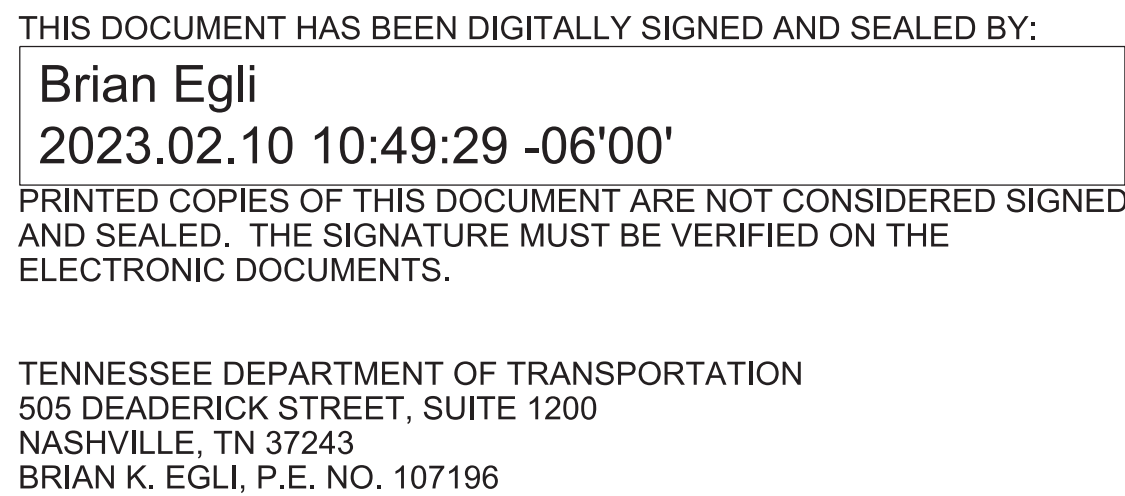 THIS DOCUMENT HAS BEEN DIGITALLY SIGNED AND SEALED BY:
Brian Egli
2023.02.10 10:49:29 -06'00'
PRINTED COPIES OF THIS DOCUMENT ARE NOT CONSIDERED SIGNED
AND SEALED.  THE SIGNATURE MUST BE VERIFIED ON THE
ELECTRONIC DOCUMENTS.
TENNESSEE DEPARTMENT OF TRANSPORTATION
505 DEADERICK STREET, SUITE 1200
NASHVILLE, TN 37243
BRIAN K. EGLI, P.E. NO. 107196